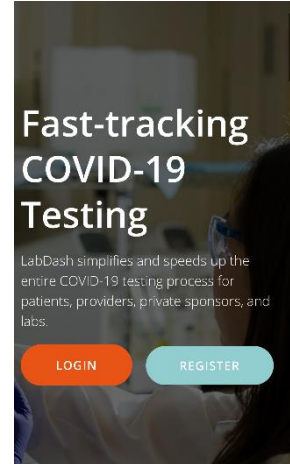 Fast-tracking
COVID-19
Testing
LabDash simplifies and speeds up the
entire COVID-19 testing process for
patients, providers, private sponsors, and
labs.
LOGIN REGISTER